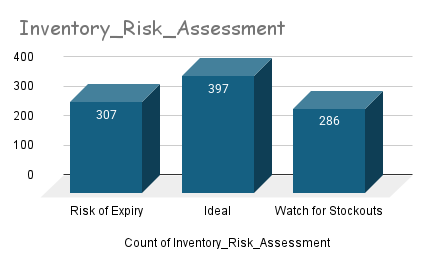 Inventory_Risk_Assessment
400
300
200
100
0
307
397
286
Risk of Expiry
Ideal
Watch for Stockouts
Count of Inventory_Risk_Assessment